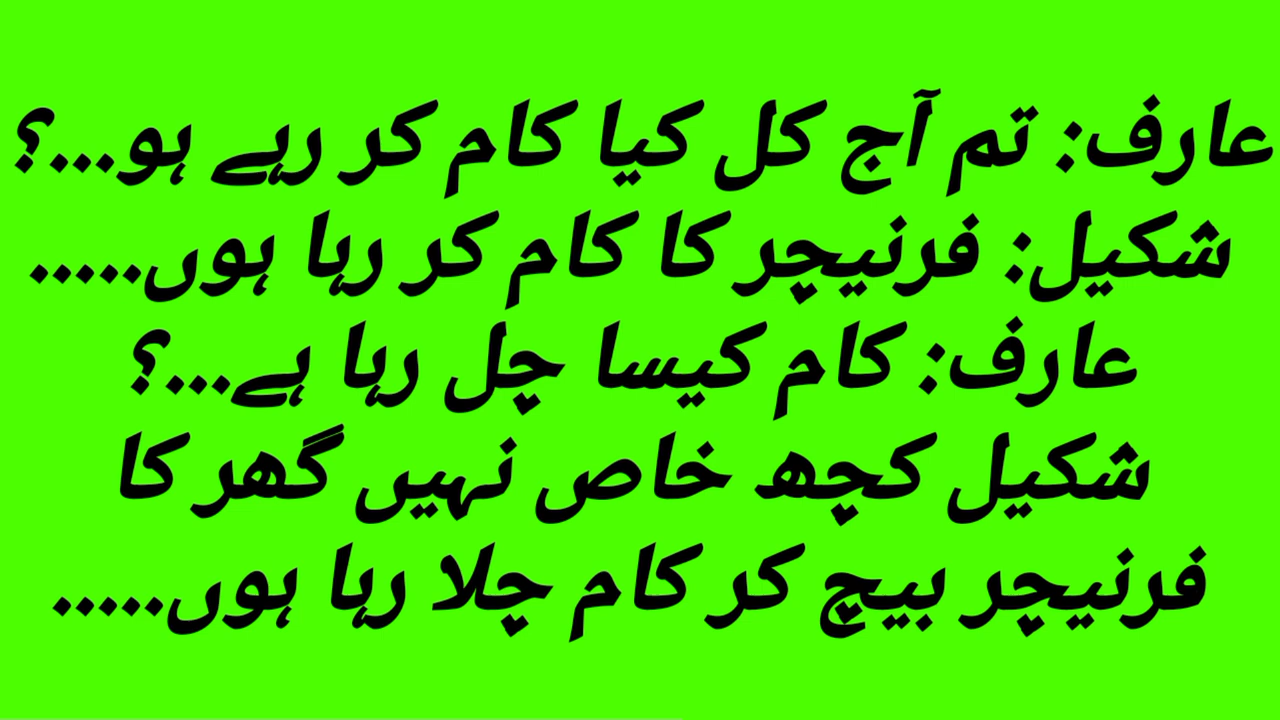 عارف: تم آج کل کیا کام کر رہے ہو...؟
شکیل: فرنیچر کا کام کر رہا ہوں.....
عارف: کام کیسا چل رہا ہے...؟
شکیل کچھ خاص نہیں گھر کا
فرنیچر بیچ کر کام چلا رہا ہوں.....